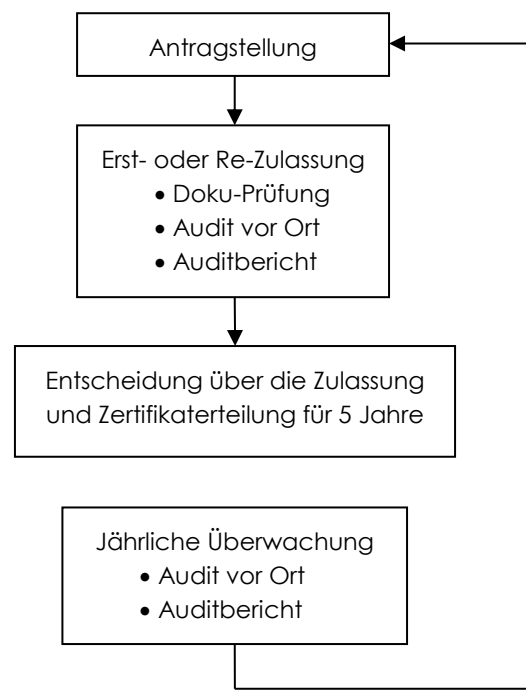 Antragstellung
Erst- oder Re-Zulassung
• Doku-Prüfung
• Audit vor Ort
• Auditbericht
Entscheidung über die Zulassung
und Zertifikaterteilung für 5 Jahre
Jährliche Überwachung
• Audit vor Ort
• Auditbericht